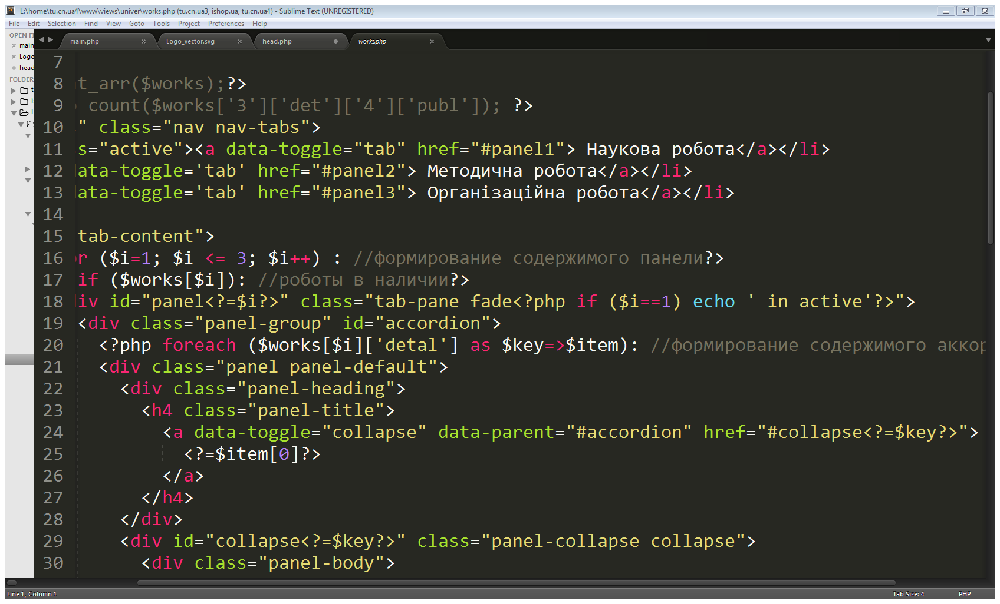 L:\home\tu.cn.ua4\www\views\univer\works.php (tu.cn.ua3, ishop.ua, tu.cn.ua4) - Sublime Text (UNREGISTERED)
File Edit Selection Find View Goto Tools Project Preferences Help
OPEN FI
main
Logo
head
FOLDER
t
i
t
main.php Logo_vector.svg head.php works.php
7
8 t_arr($works);?>
9 count($works['3']['det']['4']['publ']); ?>
10 " class="nav nav-tabs">
11 s="active"><a data-toggle="tab" href="#panel1"> Наукова робота</a></li>
12 data-toggle='tab' href="#panel2"> Методична робота</a></li>
13 data-toggle='tab' href="#panel3"> Організаційна робота</a></li>
14
15 tab-content">
16 or ($i=1; $i <= 3; $i++) : //формирование содержимого панели?>
17 if ($works[$i]): //роботы в наличии?>
18 div id="panel<?=$i?>" class="tab-pane fade<?php if ($i==1) echo ' in active'?>">
19 <div class="panel-group" id="accordion">
20 <?php foreach ($works[$i]['detal'] as $key=>$item): //формирование содержимого аккор
21 <div class="panel panel-default">
22 <div class="panel-heading">
23 <h4 class="panel-title">
24 <a data-toggle="collapse" data-parent="#accordion" href="#collapse<?=$key?>">
25 <?=$item[0]?>
26 </a>
27 </h4>
28 </div>
29 <div id="collapse<?=$key?>" class="panel-collapse collapse">
30 <div class="panel-body">
Line 1, Column 1 Tab Size: 4 PHP